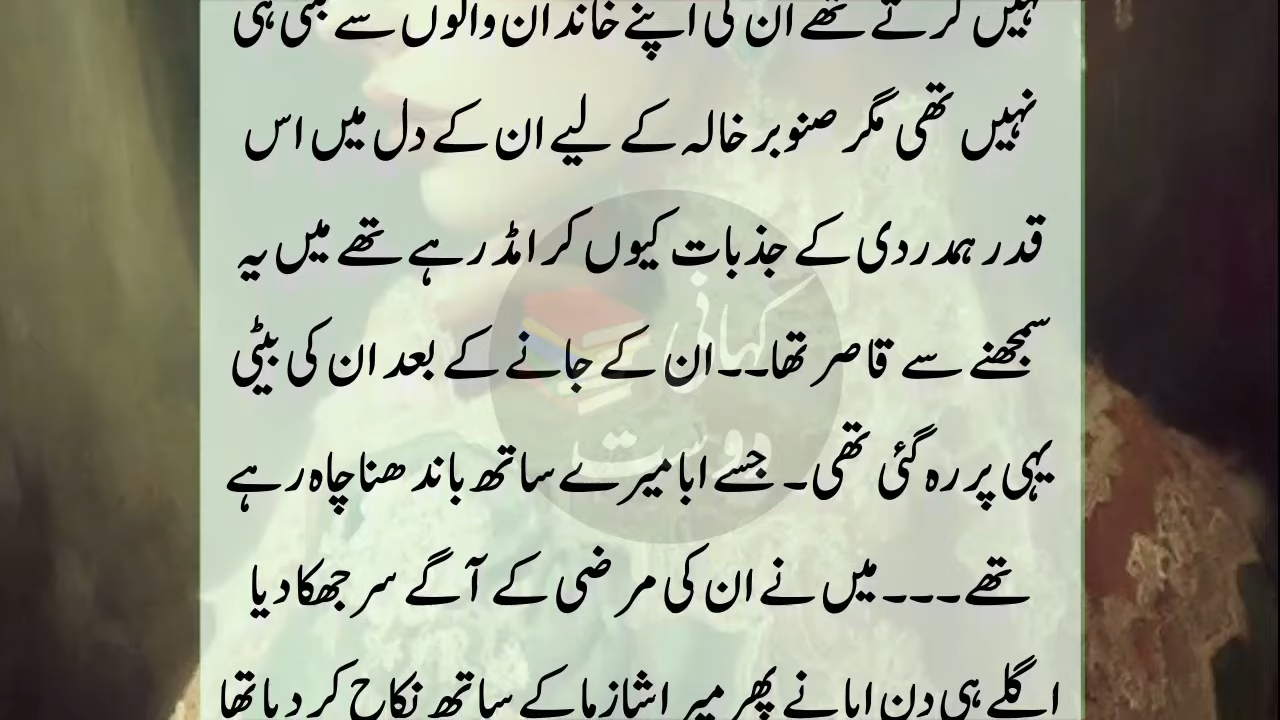 نہیں کرتے تھے ان کی اپنے خاندان والوں سے بنتی ہی
نہیں تھی مگر صنوبر خالہ کے لیے ان کے دل میں اس
قدر ہمدردی کے جذبات کیوں کر امڈ رہے تھے میں یہ
سمجھنے سے قاصر تھا۔۔ان کے جانے کے بعد ان کی بیٹی
یہی پر رہ گئی تھی۔ جسے ابا میرے ساتھ باندھنا چاہ رہے
تھے۔۔۔میں نے ان کی مرضی کے آگے سر جھکا دیا
اگلے ہی دن ابا نے پھر میرا شازما کے ساتھ نکاح کر دیا تھا
کہانی
دوست